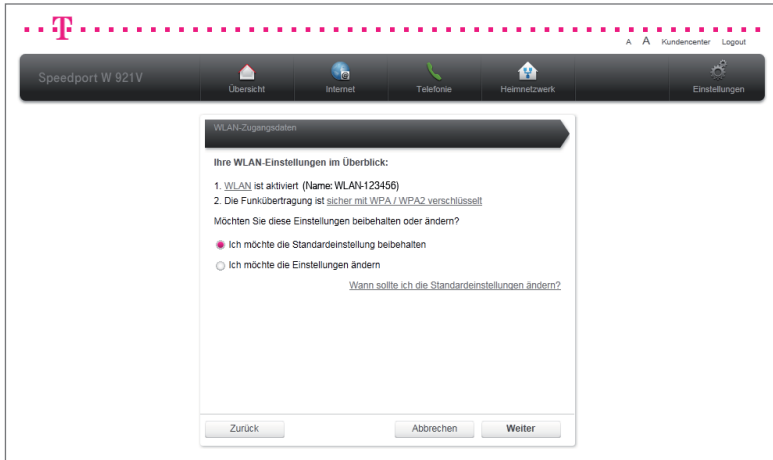 T
A A Kundencenter Logout
Speedport W 921V
Übersicht Internet Telefonie Heimnetzwerk Einstellungen
WLAN-Zugangsdaten
Ihre WLAN-Einstellungen im Überblick:
1. WLAN ist aktiviert (Name: WLAN-123456)
2. Die Funkübertragung ist sicher mit WPA / WPA2 verschlüsselt
Möchten Sie diese Einstellungen beibehalten oder ändern?
Ich möchte die Standardeinstellung beibehalten
Ich möchte die Einstellungen ändern
Wann sollte ich die Standardeinstellungen ändern?
Zurück Abbrechen Weiter